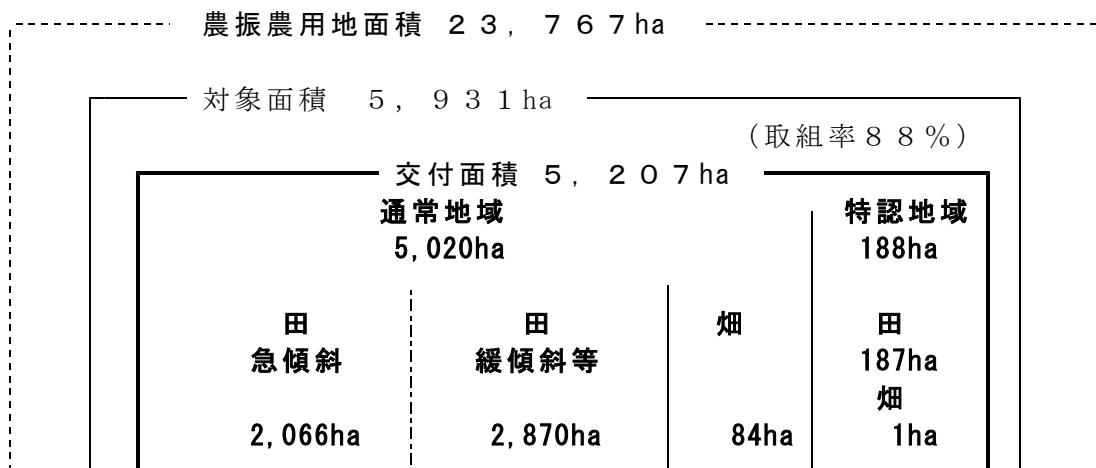 農振農用地面積 ２３，７６７ha
対象面積 ５，９３１ha
（取組率８８％）
交付面積 ５，２０７ha
通常地域 特認地域
5,020ha 188ha
田 田 畑 田
急傾斜 緩傾斜等 187ha
畑
2,066ha 2,870ha 84ha 1ha